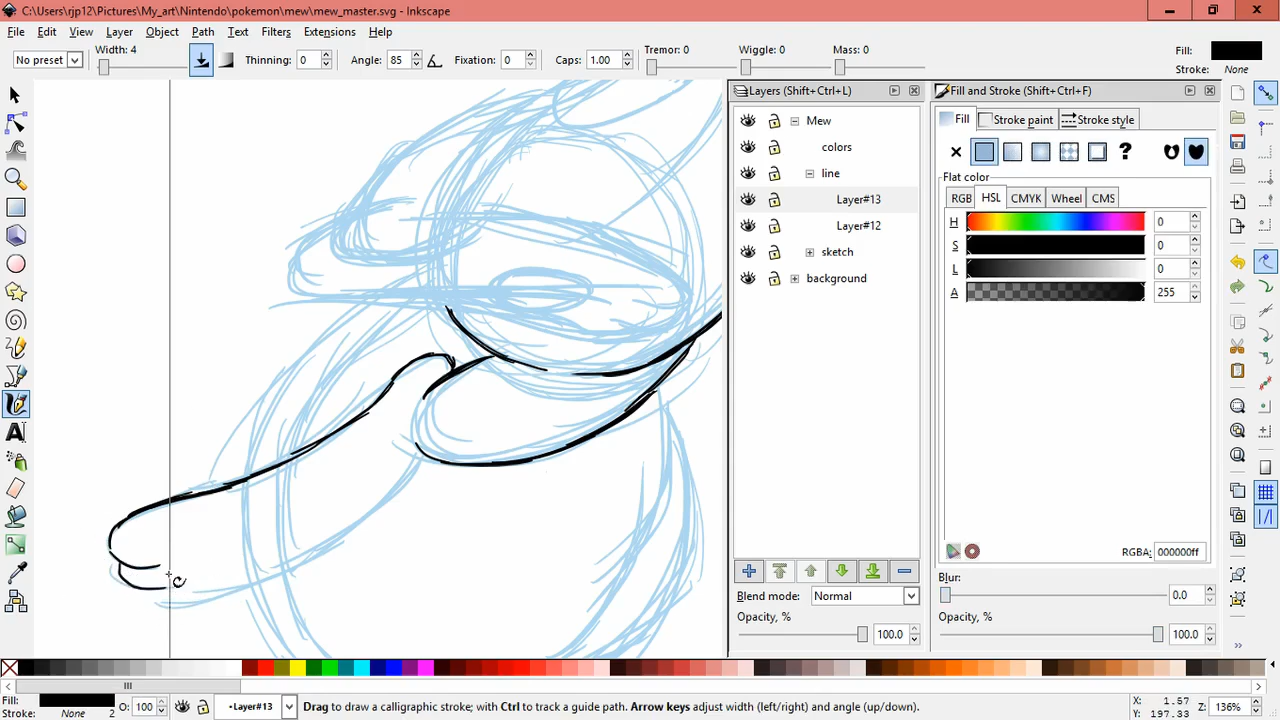 C:\Users\rjp12\Pictures\My_art\Nintendo\pokemon\mew\mew_master.svg - Inkscape
File Edit View Layer Object Path Text Filters Extensions Help
No preset Width: 4 Thinning: 0 Angle: 85 Fixation: 0 Caps: 1.00 Tremor: 0 Wiggle: 0 Mass: 0 Fill: Stroke: None
Layers (Shift+Ctrl+L)
Mew
colors
line
Layer#13
Layer#12
sketch
background
Blend mode: Normal
Opacity, %
100.0
Fill and Stroke (Shift+Ctrl+F)
Fill Stroke paint Stroke style
?
Flat color
RGB HSL CMYK Wheel CMS
H 0
S 0
L 0
A 255
RGBA: 000000ff
Blur:
0.0
Opacity, %
100.0
Fill:
Stroke: None 2 O: 100 •Layer#13 Drag to draw a calligraphic stroke; with Ctrl to track a guide path. Arrow keys adjust width (left/right) and angle (up/down).
X: 1.57
Y: 197.33
Z: 136%